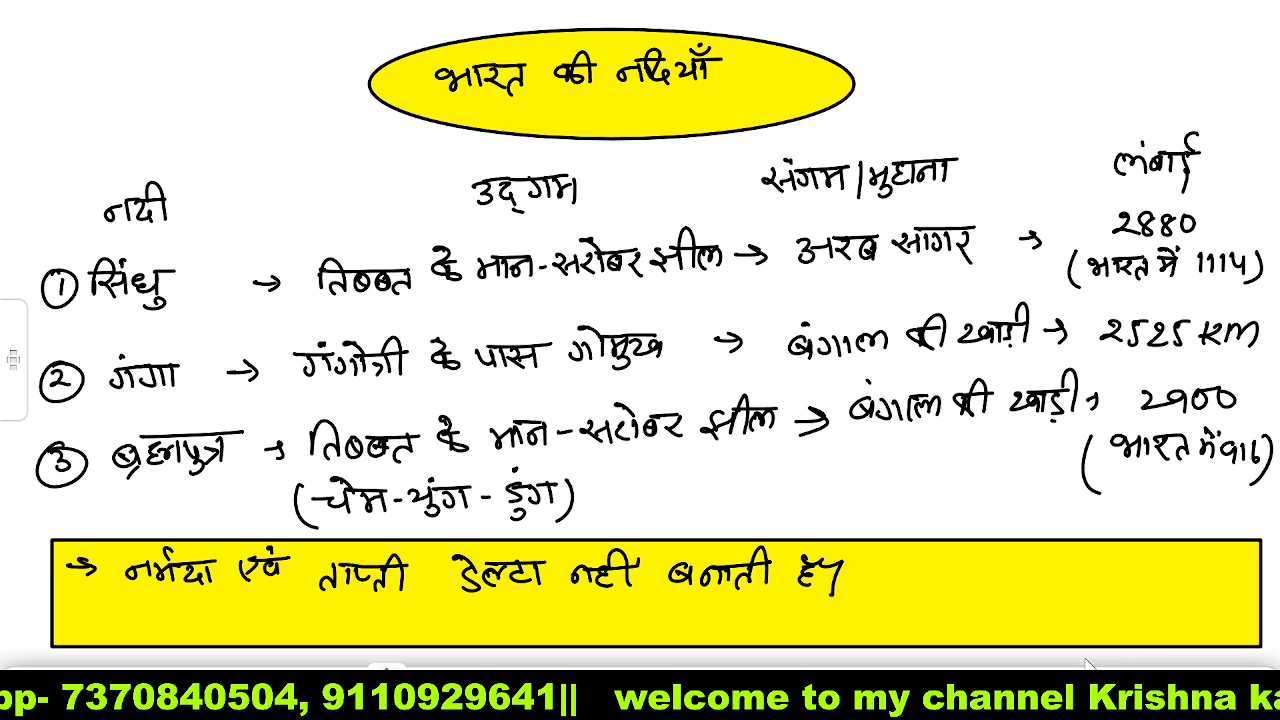 भारत की नदियाँ
नदी उद्गम संगम/मुहाना लंबाई
① सिंधु → तिब्बत के मान-सरोबर झील → अरब सागर → 2880
(भारत में 1114)
② गंगा → गंगोत्री के पास गोमुख → बंगाल की खाड़ी → 2525 KM
③ ब्रह्मपुत्र → तिब्बत के मान-सरोबर झील → बंगाल की खाड़ी → 2900
(चेम-युंग-डुंग) (भारत में 916)
→ नर्मदा एवं ताप्ती डेल्टा नहीं बनाती है।
pp- 7370840504, 9110929641|| welcome to my channel Krishna ka